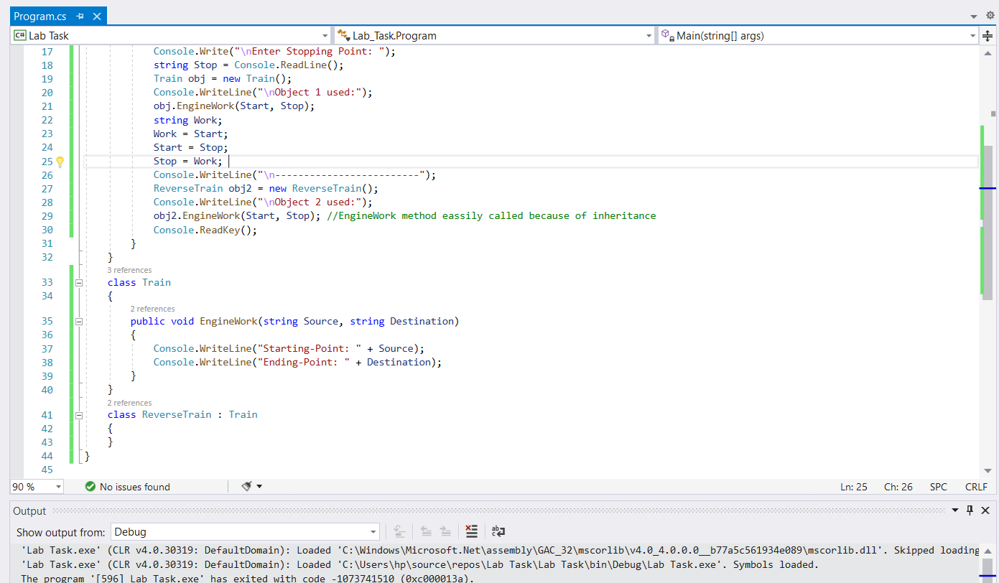 Program.cs
C# Lab Task
Lab_Task.Program
Main(string[] args)
17 Console.Write("\nEnter Stopping Point: ");
18 string Stop = Console.ReadLine();
19 Train obj = new Train();
20 Console.WriteLine("\nObject 1 used:");
21 obj.EngineWork(Start, Stop);
22 string Work;
23 Work = Start;
24 Start = Stop;
25 Stop = Work;
26 Console.WriteLine("\n-------------------------");
27 ReverseTrain obj2 = new ReverseTrain();
28 Console.WriteLine("\nObject 2 used:");
29 obj2.EngineWork(Start, Stop); //EngineWork method eassily called because of inheritance
30 Console.ReadKey();
31 }
32 }
3 references
33 class Train
34 {
2 references
35 public void EngineWork(string Source, string Destination)
36 {
37 Console.WriteLine("Starting-Point: " + Source);
38 Console.WriteLine("Ending-Point: " + Destination);
39 }
40 }
2 references
41 class ReverseTrain : Train
42 {
43 }
44 }
45
90 % No issues found Ln: 25 Ch: 26 SPC CRLF
Output
Show output from: Debug
'Lab Task.exe' (CLR v4.0.30319: DefaultDomain): Loaded 'C:\Windows\Microsoft.Net\assembly\GAC_32\mscorlib\v4.0_4.0.0.0__b77a5c561934e089\mscorlib.dll'. Skipped loading
'Lab Task.exe' (CLR v4.0.30319: DefaultDomain): Loaded 'C:\Users\hp\source\repos\Lab Task\Lab Task\bin\Debug\Lab Task.exe'. Symbols loaded.
The program '[596] Lab Task.exe' has exited with code -1073741510 (0xc000013a).